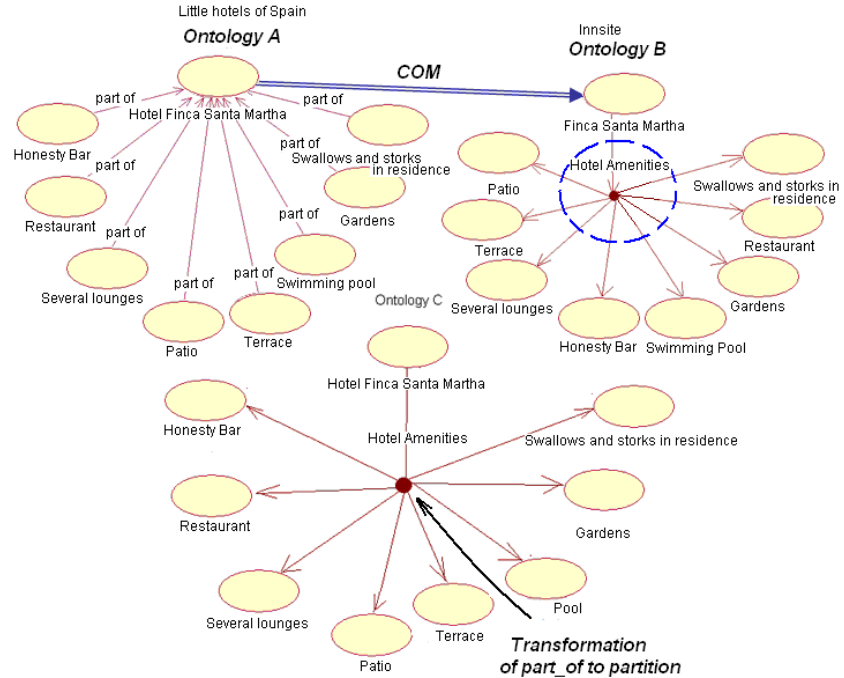 Little hotels of Spain
Ontology A
Innsite
Ontology B
COM
part of
part of
Hotel Finca Santa Martha
Finca Santa Martha
Honesty Bar
part of
part of
Swallows and storks
in residence
Hotel Amenities
Patio
Swallows and storks in
residence
Restaurant
part of
part of
Gardens
Terrace
Restaurant
part of
part of
Several lounges
Swimming pool
Several lounges
Gardens
Patio
Terrace
Ontology C
Honesty Bar
Swimming Pool
Hotel Finca Santa Martha
Honesty Bar
Hotel Amenities
Swallows and storks in residence
Restaurant
Gardens
Several lounges
Pool
Terrace
Patio
Transformation
of part_of to partition